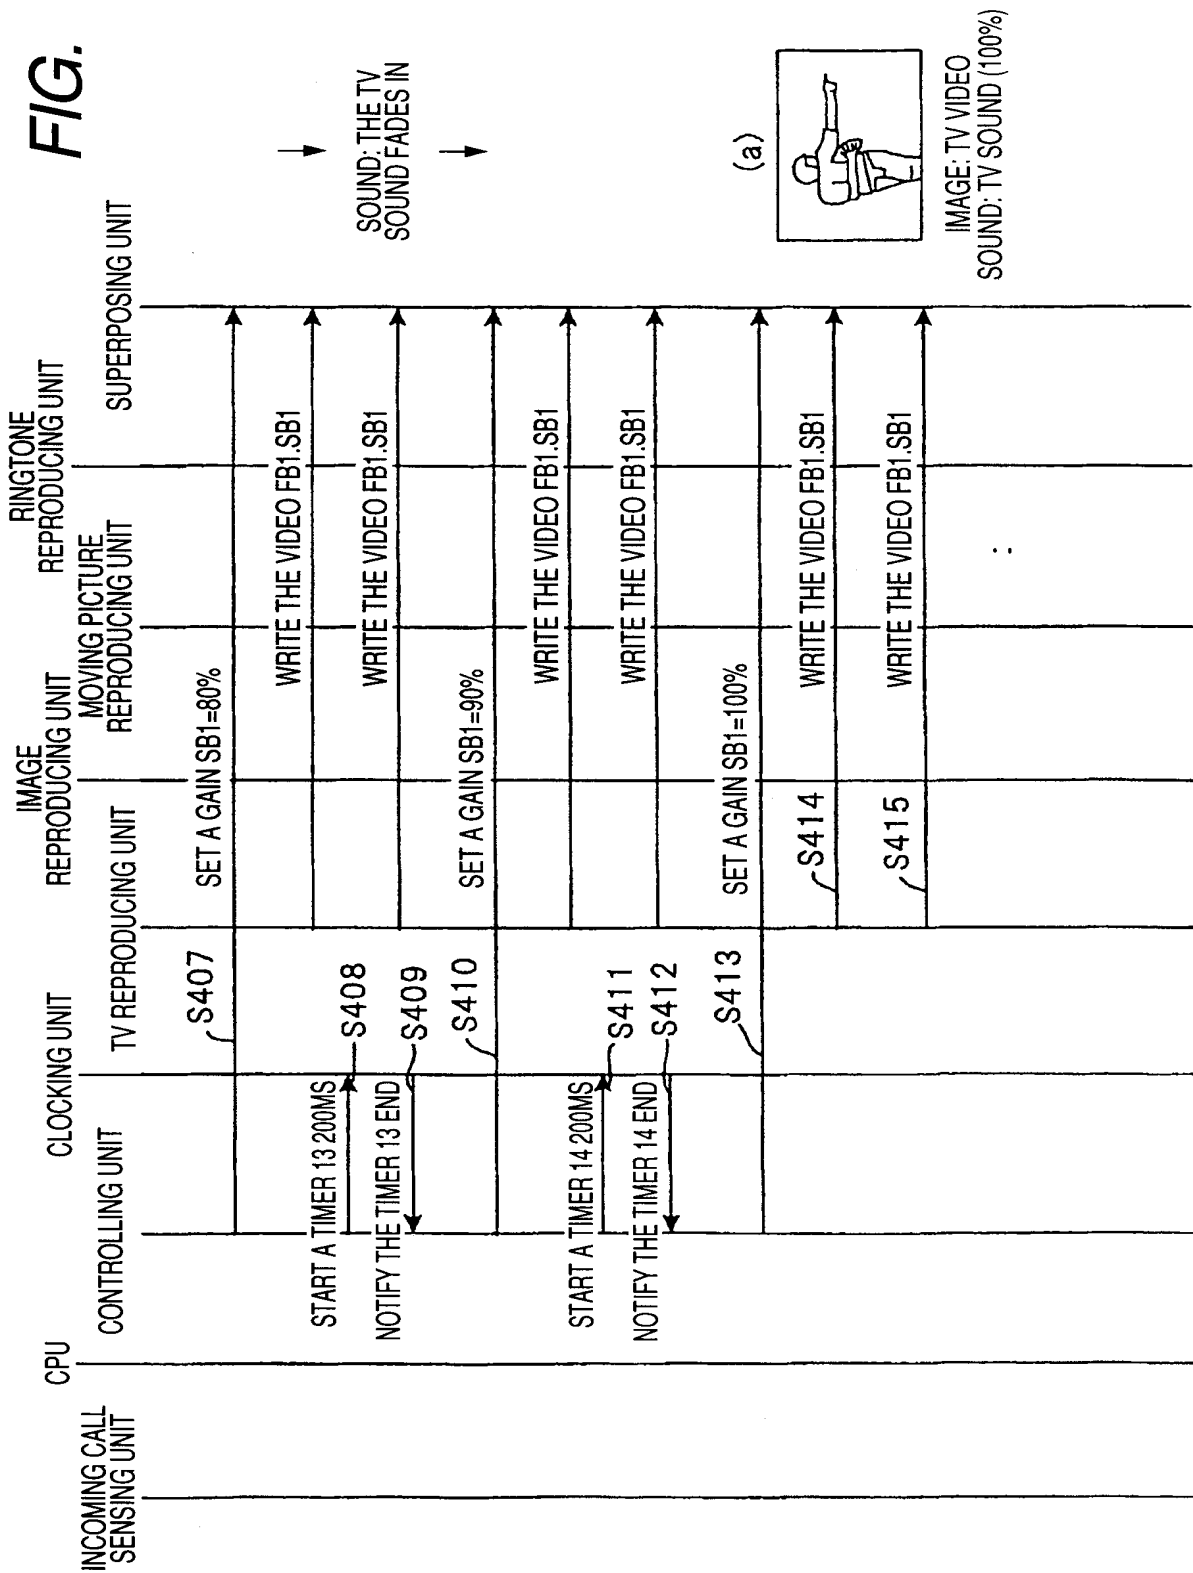 FIG.
INCOMING CALL
SENSING UNIT
CPU
CONTROLLING UNIT
CLOCKING UNIT
TV REPRODUCING UNIT
IMAGE
REPRODUCING UNIT
MOVING PICTURE
REPRODUCING UNIT
RINGTONE
REPRODUCING UNIT
SUPERPOSING UNIT
S407
SET A GAIN SB1=80%
WRITE THE VIDEO FB1.SB1
START A TIMER 13 200MS
S408
WRITE THE VIDEO FB1.SB1
NOTIFY THE TIMER 13 END
S409
SOUND: THE TV
SOUND FADES IN
S410
SET A GAIN SB1=90%
WRITE THE VIDEO FB1.SB1
START A TIMER 14 200MS
S411
WRITE THE VIDEO FB1.SB1
NOTIFY THE TIMER 14 END
S412
S413
SET A GAIN SB1=100%
S414
WRITE THE VIDEO FB1.SB1
S415
WRITE THE VIDEO FB1.SB1
(a)
IMAGE: TV VIDEO
SOUND: TV SOUND (100%)